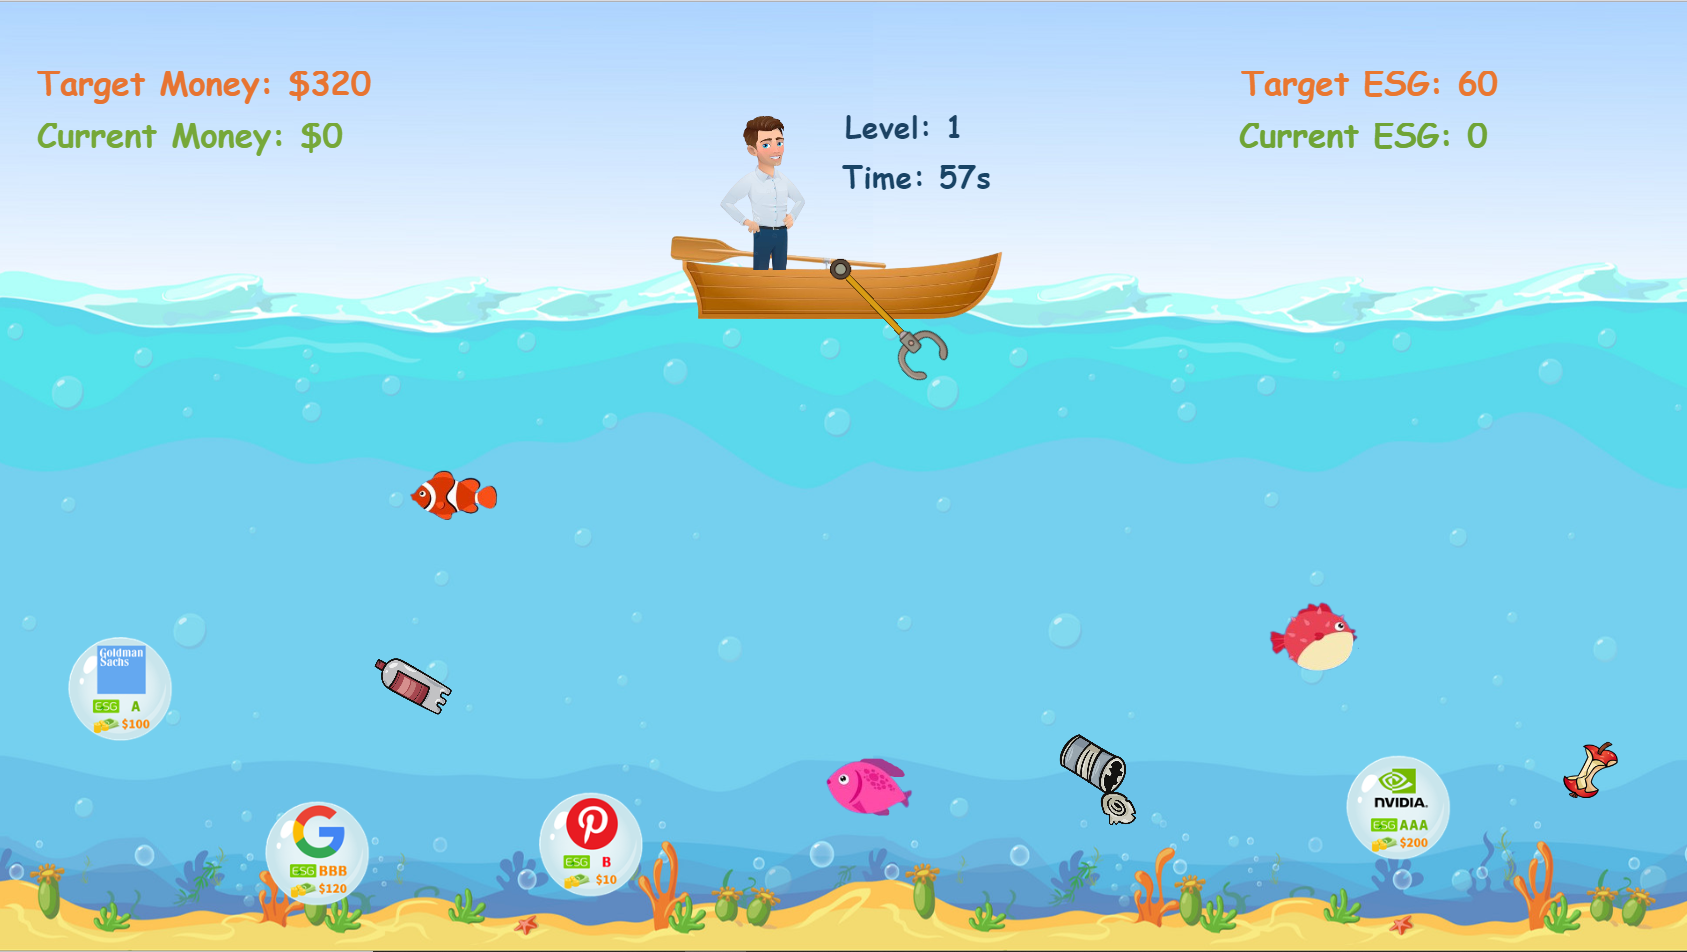 Target Money: $320
Current Money: $0
Level: 1
Time: 57s
Target ESG: 60
Current ESG: 0
Goldman
Sachs
ESG A
$100
ESG BBB
$120
ESG B
$10
NVIDIA.
ESG AAA
$200